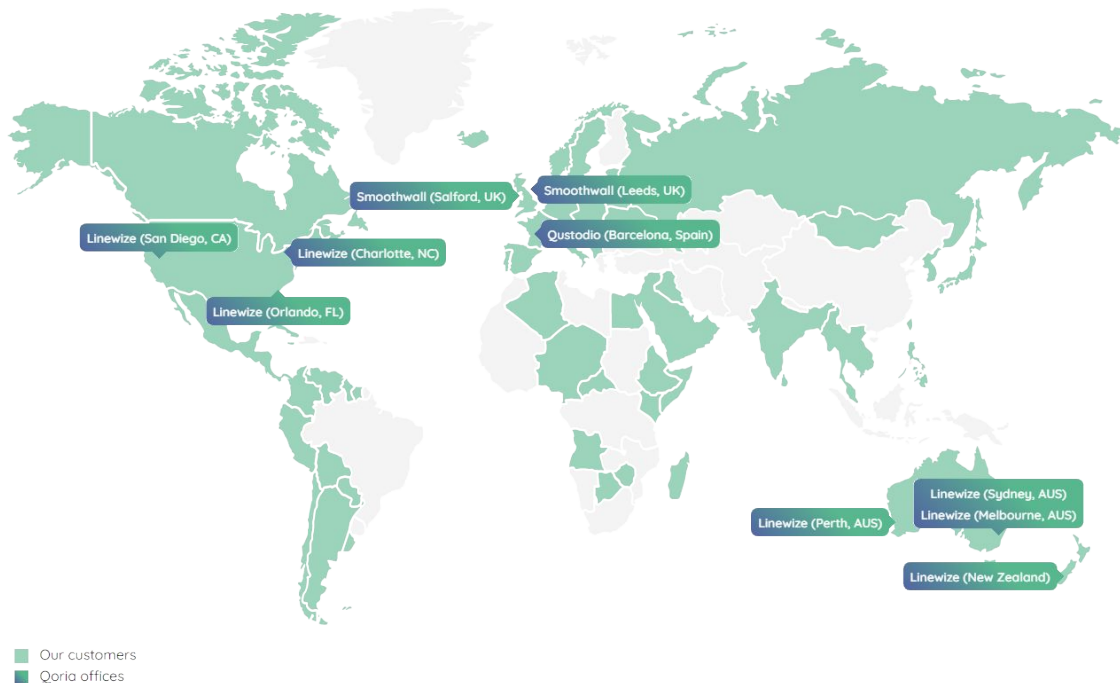 Smoothwall (Salford, UK)
Smoothwall (Leeds, UK)
Linewize (San Diego, CA)
Qustodio (Barcelona, Spain)
Linewize (Charlotte, NC)
Linewize (Orlando, FL)
Linewize (Sydney, AUS)
Linewize (Melbourne, AUS)
Linewize (Perth, AUS)
Linewize (New Zealand)
Our customers
Qoria offices